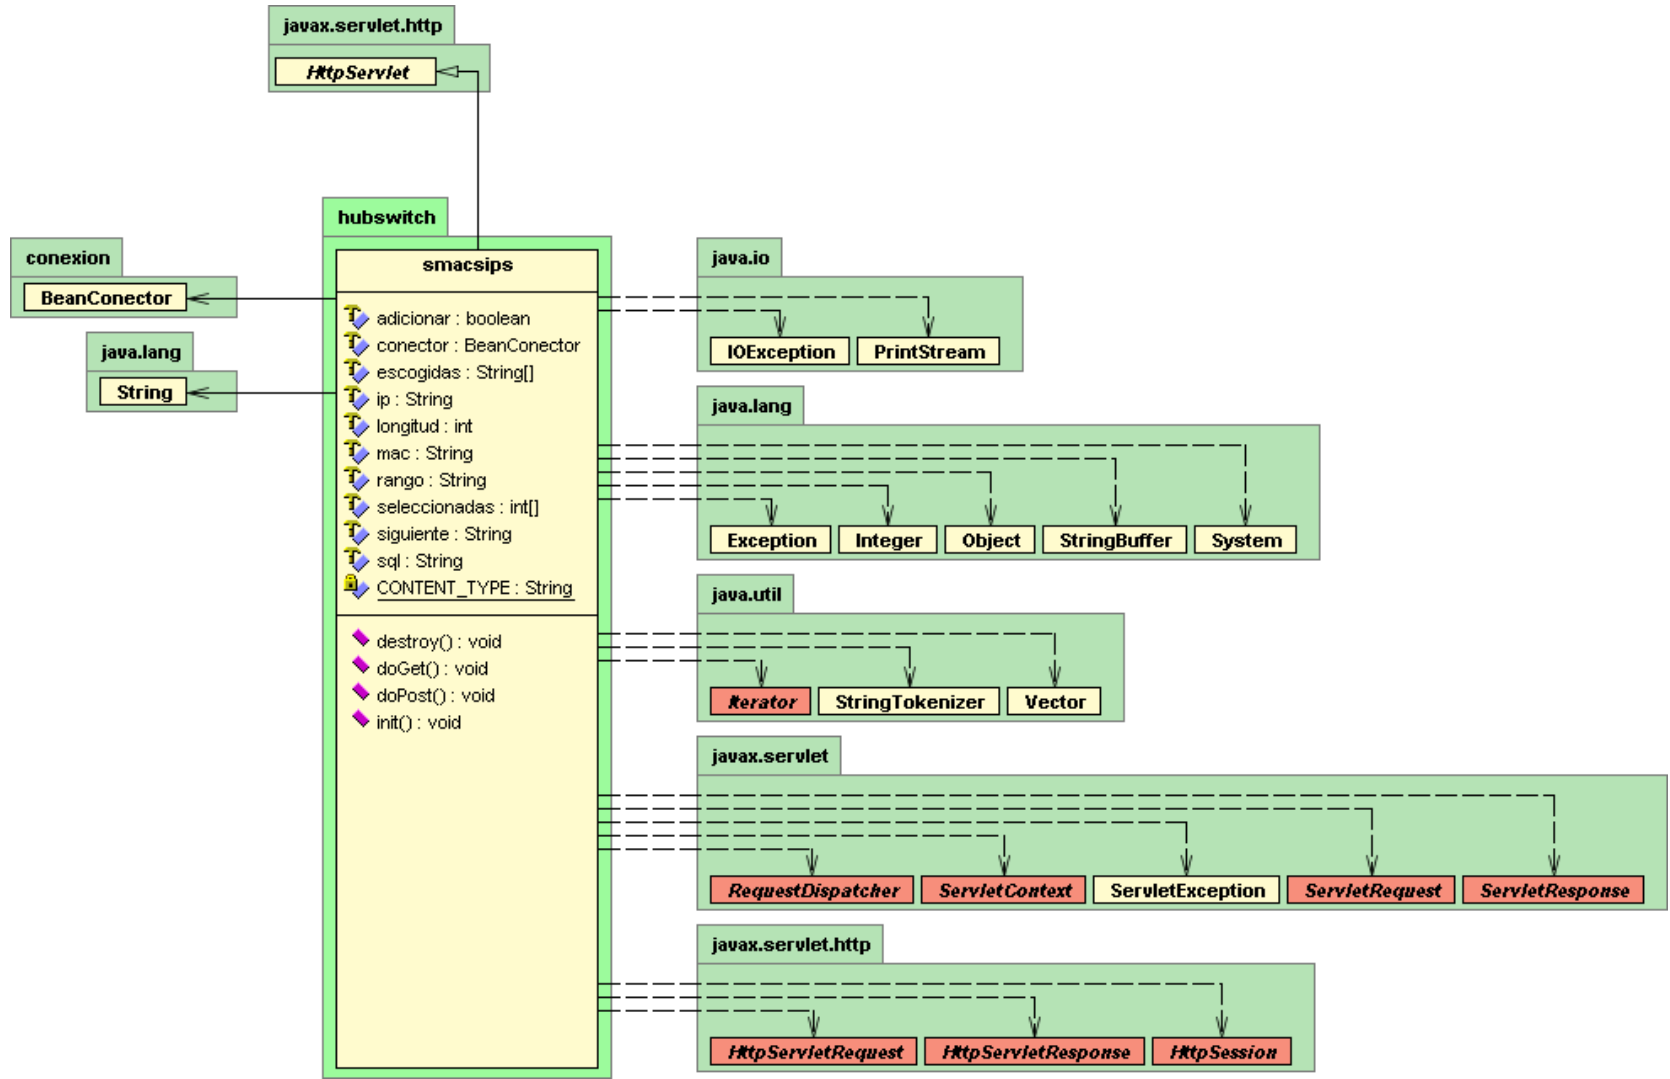 javax.servlet.http
HttpServlet
hubswitch
smacsips
conexion
BeanConector
java.lang
String
adicionar : boolean
conector : BeanConector
escogidas : String[]
ip : String
longitud : int
mac : String
rango : String
seleccionadas : int[]
siguiente : String
sql : String
CONTENT_TYPE : String
destroy() : void
doGet() : void
doPost() : void
init() : void
java.io
IOException PrintStream
java.lang
Exception Integer Object StringBuffer System
java.util
Iterator StringTokenizer Vector
javax.servlet
RequestDispatcher ServletContext ServletException ServletRequest ServletResponse
javax.servlet.http
HttpServletRequest HttpServletResponse HttpSession